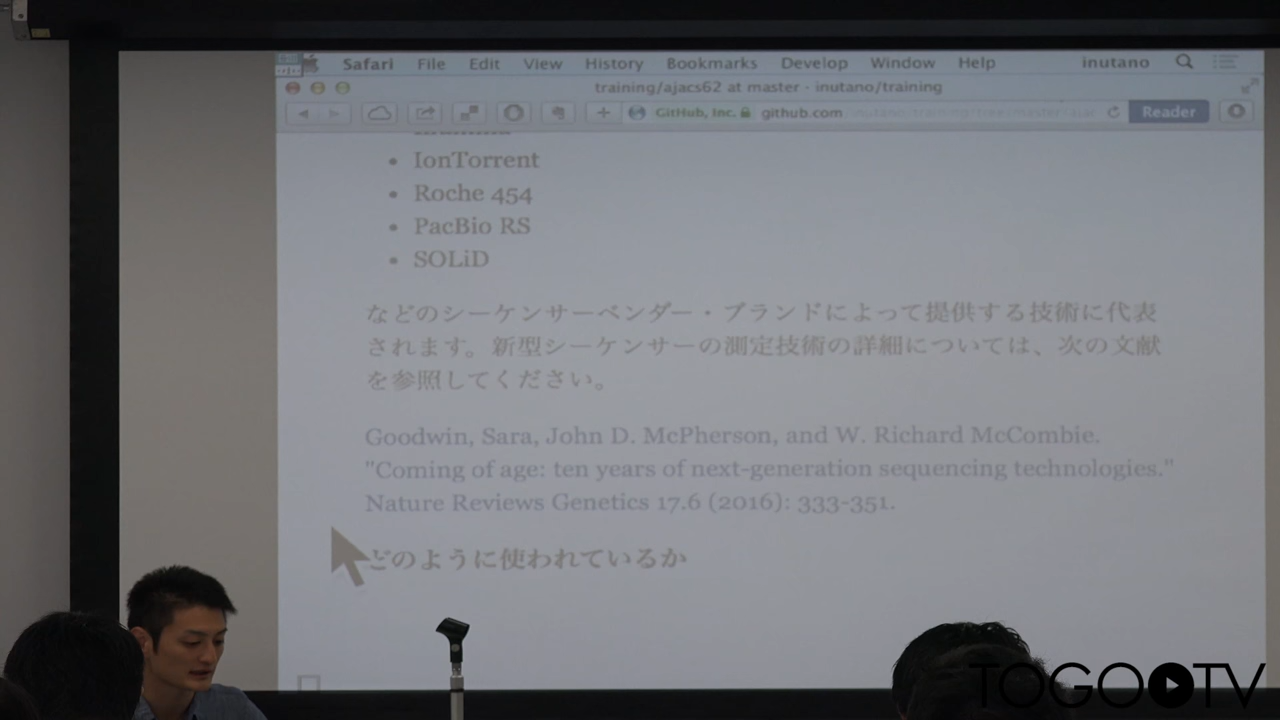 Safari File Edit View History Bookmarks Develop Window Help inutano
training/ajacs62 at master - inutano/training
GitHub, Inc. github.com Reader
• IonTorrent
• Roche 454
• PacBio RS
• SOLiD
などのシーケンサーベンダー・ブランドによって提供する技術に代表
されます。新型シーケンサーの測定技術の詳細については、次の文献
を参照してください。
Goodwin, Sara, John D. McPherson, and W. Richard McCombie.
"Coming of age: ten years of next-generation sequencing technologies."
Nature Reviews Genetics 17.6 (2016): 333-351.
どのように使われているか
TOGOTV